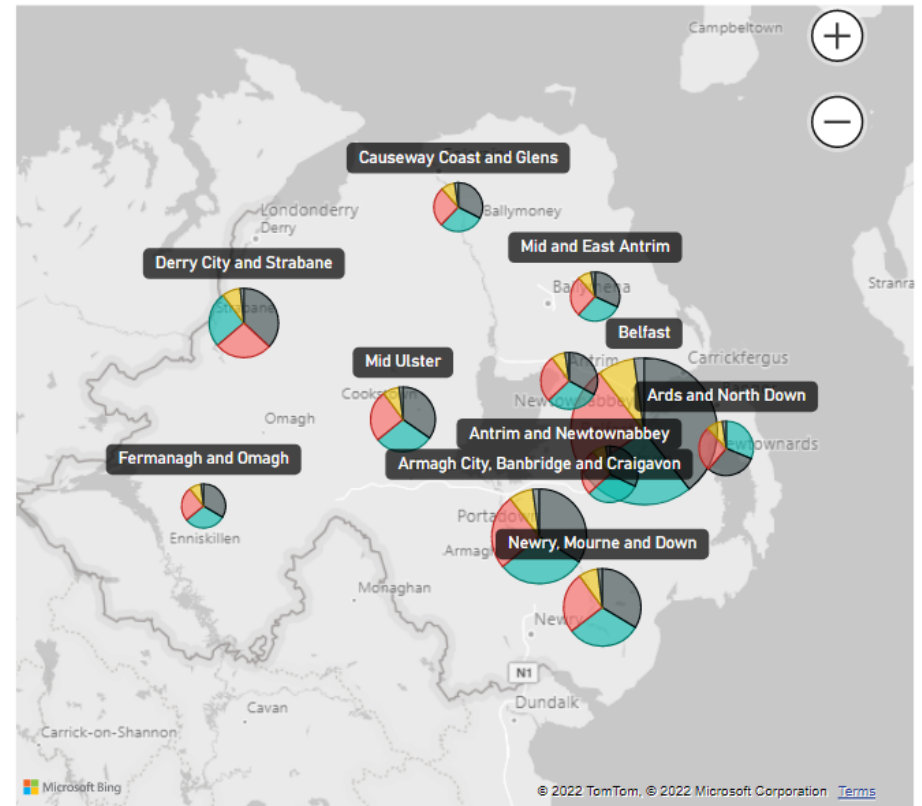 Campbeltown
Causeway Coast and Glens
Londonderry
Derry
Ballymoney
Mid and East Antrim
Derry City and Strabane
Ballymena
Stranra
Strabane
Belfast
Mid Ulster
Antrim
Carrickfergus
Cookstown
Newtownabbey
Ards and North Down
Omagh
Antrim and Newtownabbey
Newtownards
Fermanagh and Omagh
Armagh City, Banbridge and Craigavon
Portadown
Enniskillen
Armagh
Newry, Mourne and Down
Monaghan
Newry
N1
Cavan
Dundalk
Carrick-on-Shannon
Microsoft Bing
© 2022 TomTom, © 2022 Microsoft Corporation Terms